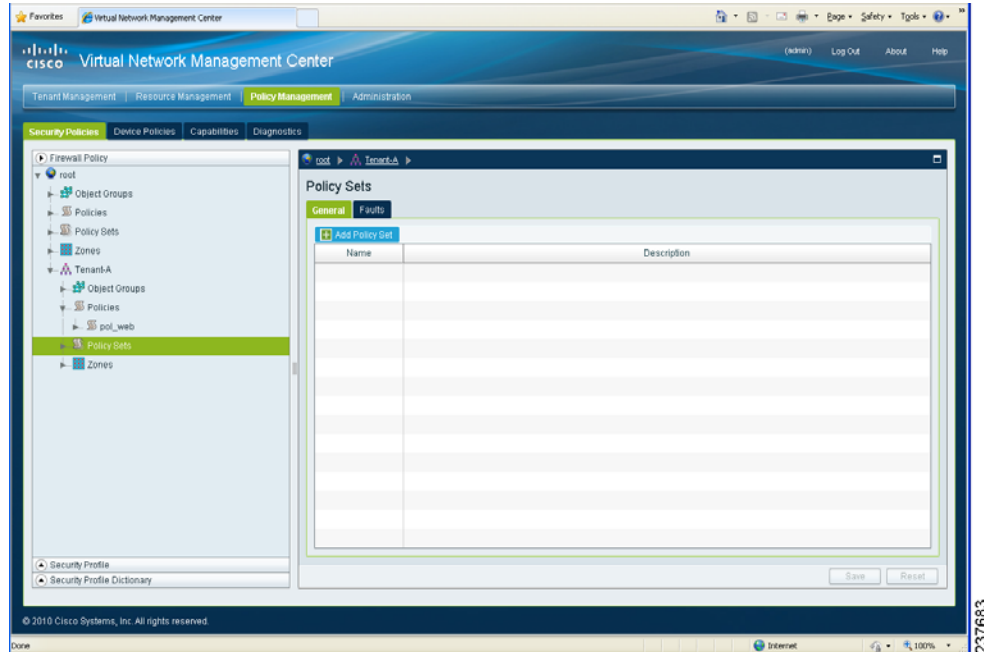 Favorites
Virtual Network Management Center
Page
Safety
Tools
cisco
Virtual Network Management Center
(admin)
Log Out
About
Help
Tenant Management | Resource Management | Policy Management | Administration
Security Policies
Device Policies
Capabilities
Diagnostics
Firewall Policy
root
Object Groups
Policies
Policy Sets
Zones
Tenant-A
Object Groups
Policies
pol_web
Policy Sets
Zones
Security Profile
Security Profile Dictionary
root
Tenant-A
Policy Sets
General
Faults
Add Policy Set
Name
Description
Save
Reset
© 2010 Cisco Systems, Inc. All rights reserved.
Done
Internet
100%
237683